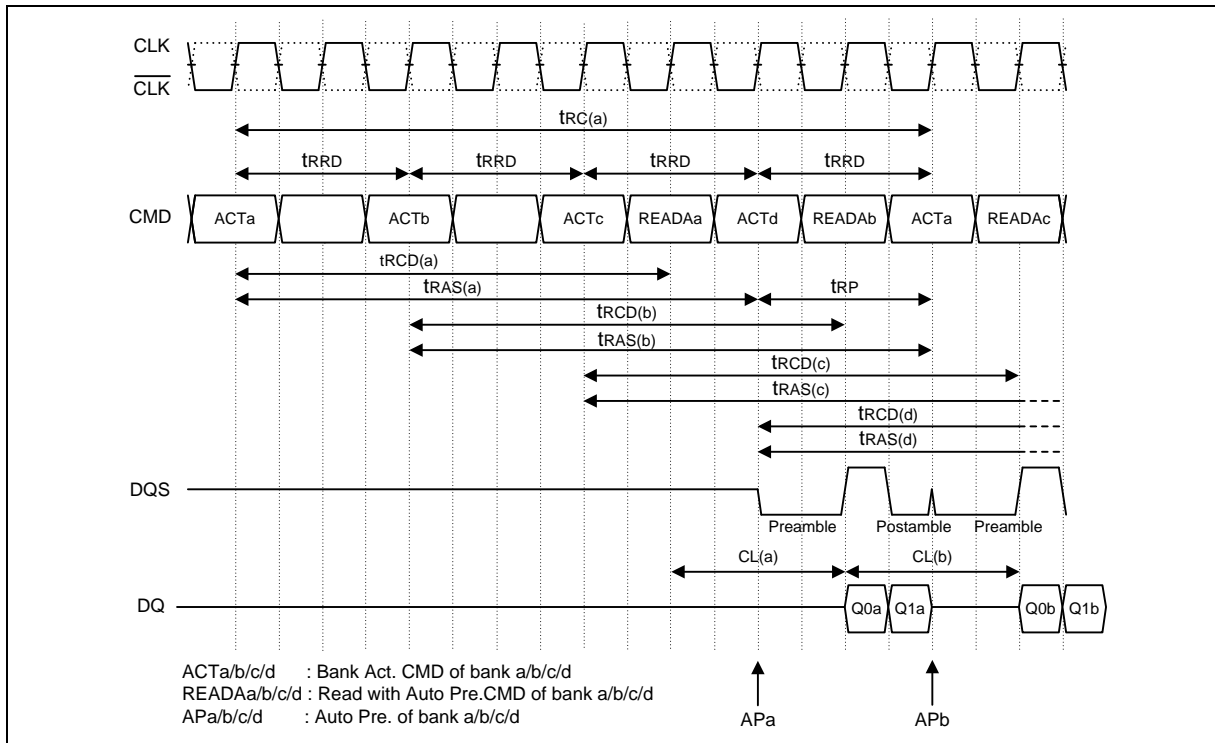 CLK
CLK
tRC(a)
tRRD tRRD tRRD tRRD
CMD ACTa ACTb ACTc READAa ACTd READAb ACTa READAc
tRCD(a)
tRAS(a) tRP
tRCD(b)
tRAS(b)
tRCD(c)
tRAS(c)
tRCD(d)
tRAS(d)
DQS
Preamble Postamble Preamble
CL(a) CL(b)
DQ Q0a Q1a Q0b Q1b
ACTa/b/c/d : Bank Act. CMD of bank a/b/c/d
READAa/b/c/d : Read with Auto Pre.CMD of bank a/b/c/d
APa/b/c/d : Auto Pre. of bank a/b/c/d
APa APb